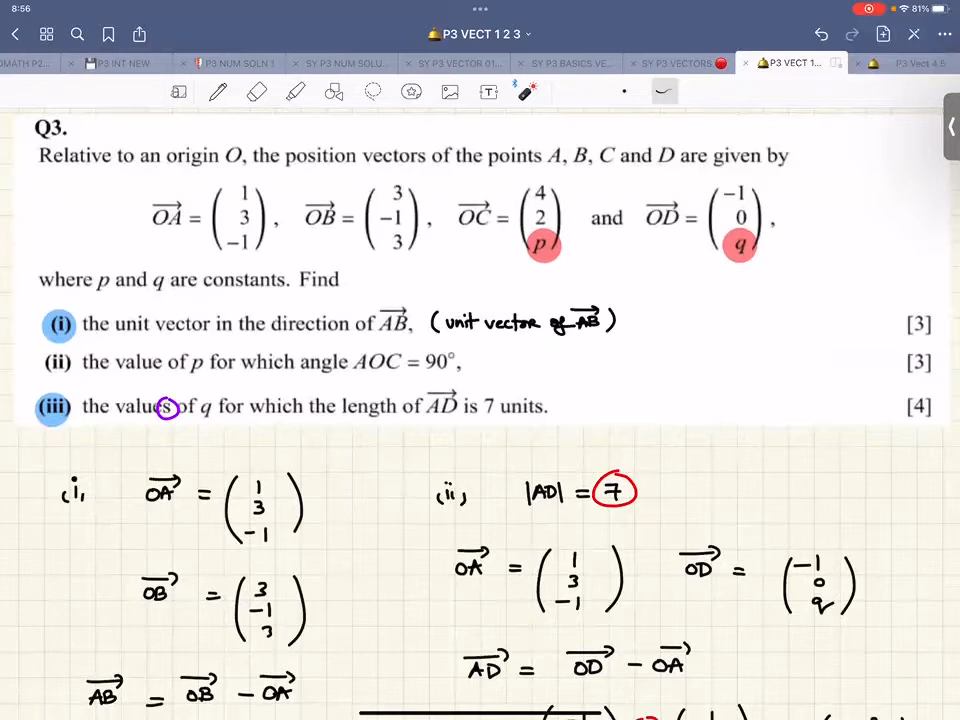 8:56
81%
P3 VECT 1 2 3
OMATH P2... × P3 INT NEW × P3 NUM SOLN 1 × SY P3 NUM SOLU... × SY P3 VECTOR 01... × SY P3 BASICS VE... × SY P3 VECTORS × P3 VECT 1... × P3 Vect 4 5
Q3.
Relative to an origin O, the position vectors of the points A, B, C and D are given by
OA = (1 3 −1), OB = (3 −1 3), OC = (4 2 p) and OD = (−1 0 q),
where p and q are constants. Find
(i) the unit vector in the direction of AB, (unit vector of AB) [3]
(ii) the value of p for which angle AOC = 90°, [3]
(iii) the values of q for which the length of AD is 7 units. [4]
(i) OA = (1 3 −1)
OB = (3 −1 3)
AB = OB − OA
(ii) |AD| = 7
OA = (1 3 −1) OD = (−1 0 q)
AD = OD − OA